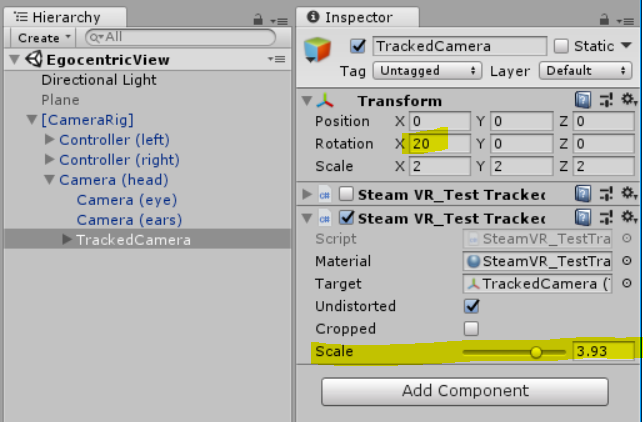 Hierarchy
Create
All
EgocentricView
Directional Light
Plane
[CameraRig]
Controller (left)
Controller (right)
Camera (head)
Camera (eye)
Camera (ears)
TrackedCamera
Inspector
TrackedCamera Static
Tag Untagged Layer Default
Transform
Position X 0 Y 0 Z 0
Rotation X 20 Y 0 Z 0
Scale X 2 Y 2 Z 2
c# Steam VR_Test Tracked
c# Steam VR_Test Tracked
Script SteamVR_TestTra
Material SteamVR_TestTra
Target TrackedCamera (T
Undistorted
Cropped
Scale 3.93
Add Component